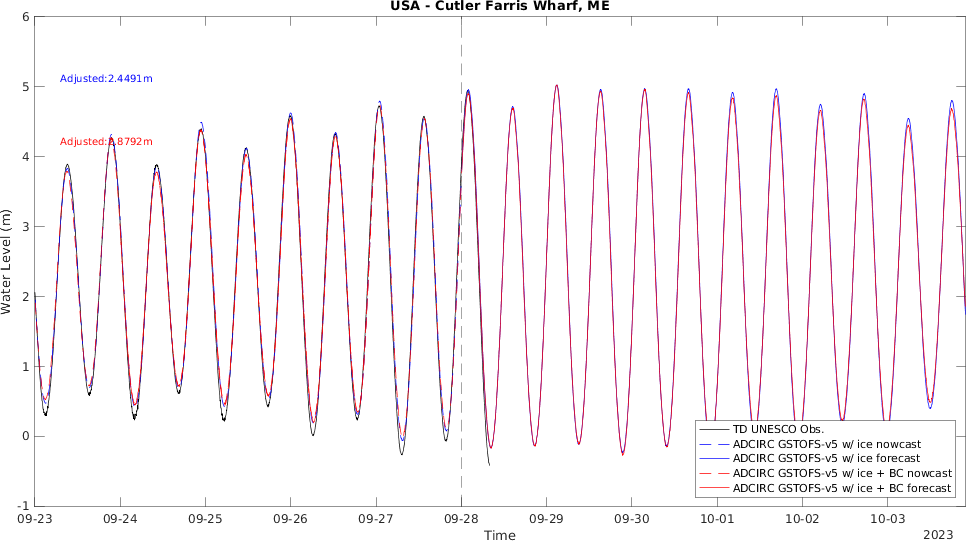 USA - Cutler Farris Wharf, ME
6
5
4
3
2
1
0
-1
Water Level (m)
Adjusted:2.4491m
Adjusted: 8792m
TD UNESCO Obs.
ADCIRC GSTOFS-v5 w/ ice nowcast
ADCIRC GSTOFS-v5 w/ ice forecast
ADCIRC GSTOFS-v5 w/ ice + BC nowcast
ADCIRC GSTOFS-v5 w/ ice + BC forecast
09-23 09-24 09-25 09-26 09-27 09-28 09-29 09-30 10-01 10-02 10-03
Time
2023